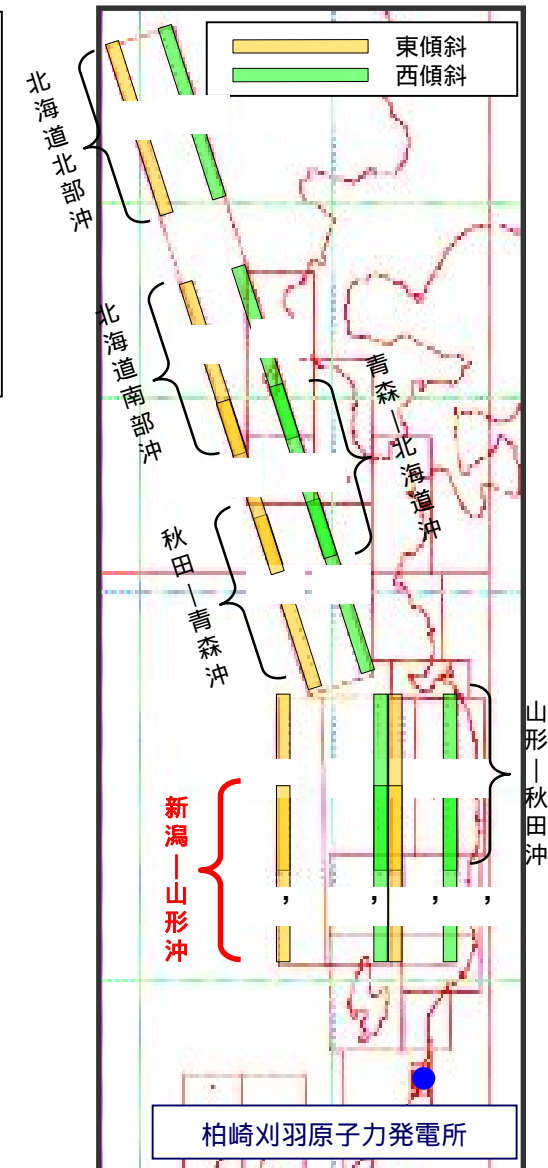 東傾斜
西傾斜
北海道北部沖
北海道南部沖
青森―北海道沖
秋田―青森沖
山形―秋田沖
新潟―山形沖
’ ’ ’ ’
柏崎刈羽原子力発電所